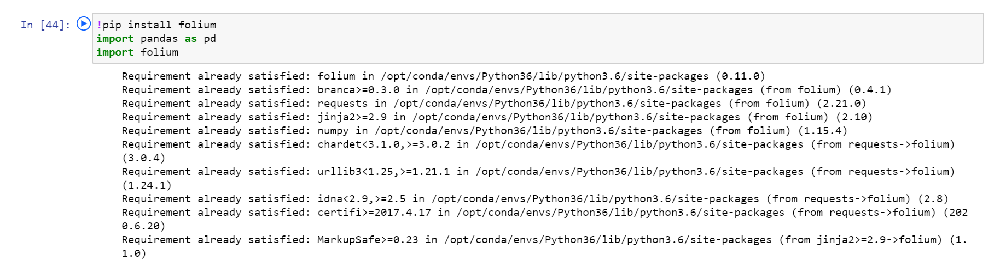 In [44]: !pip install folium
import pandas as pd
import folium
Requirement already satisfied: folium in /opt/conda/envs/Python36/lib/python3.6/site-packages (0.11.0)
Requirement already satisfied: branca>=0.3.0 in /opt/conda/envs/Python36/lib/python3.6/site-packages (from folium) (0.4.1)
Requirement already satisfied: requests in /opt/conda/envs/Python36/lib/python3.6/site-packages (from folium) (2.21.0)
Requirement already satisfied: jinja2>=2.9 in /opt/conda/envs/Python36/lib/python3.6/site-packages (from folium) (2.10)
Requirement already satisfied: numpy in /opt/conda/envs/Python36/lib/python3.6/site-packages (from folium) (1.15.4)
Requirement already satisfied: chardet<3.1.0,>=3.0.2 in /opt/conda/envs/Python36/lib/python3.6/site-packages (from requests->folium)
(3.0.4)
Requirement already satisfied: urllib3<1.25,>=1.21.1 in /opt/conda/envs/Python36/lib/python3.6/site-packages (from requests->folium)
(1.24.1)
Requirement already satisfied: idna<2.9,>=2.5 in /opt/conda/envs/Python36/lib/python3.6/site-packages (from requests->folium) (2.8)
Requirement already satisfied: certifi>=2017.4.17 in /opt/conda/envs/Python36/lib/python3.6/site-packages (from requests->folium) (202
0.6.20)
Requirement already satisfied: MarkupSafe>=0.23 in /opt/conda/envs/Python36/lib/python3.6/site-packages (from jinja2>=2.9->folium) (1.
1.0)